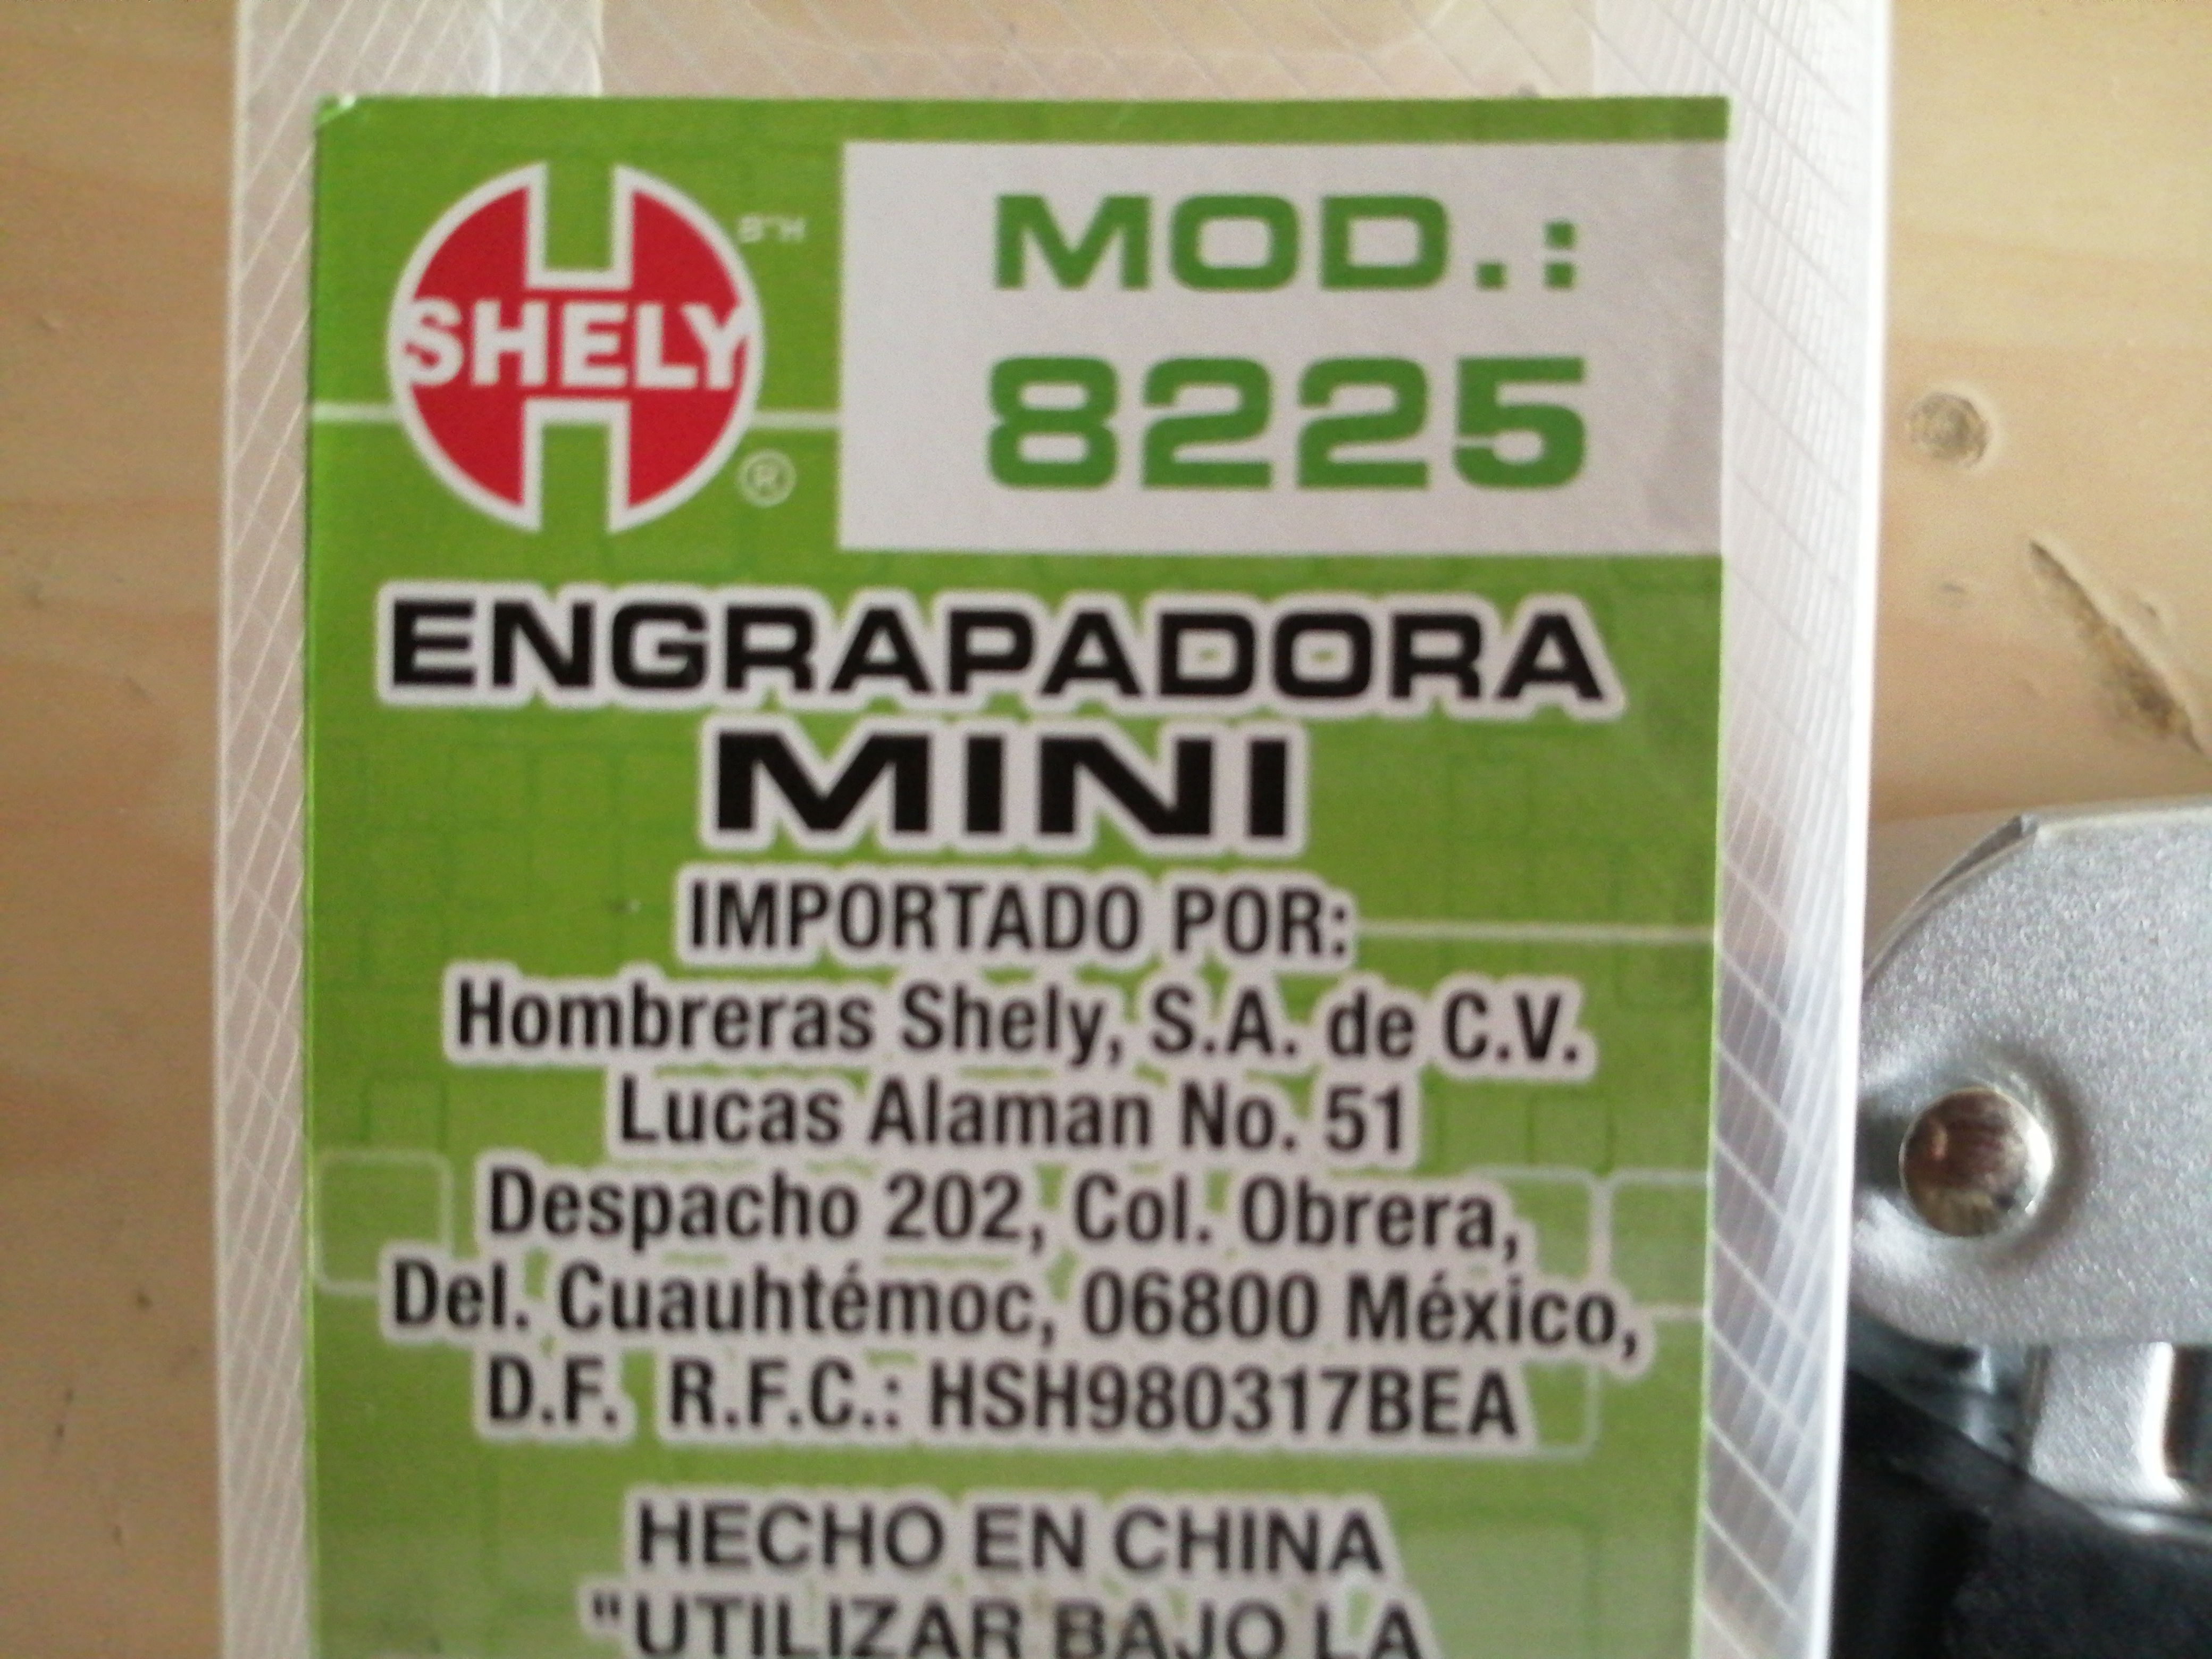 SHELY
B"H
®
MOD.:
8225
ENGRAPADORA
MINI
IMPORTADO POR:
Hombreras Shely, S.A. de C.V.
Lucas Alaman No. 51
Despacho 202, Col. Obrera,
Del. Cuauhtémoc, 06800 México,
D.F. R.F.C.: HSH980317BEA
HECHO EN CHINA
"UTILIZAR BAJO LA